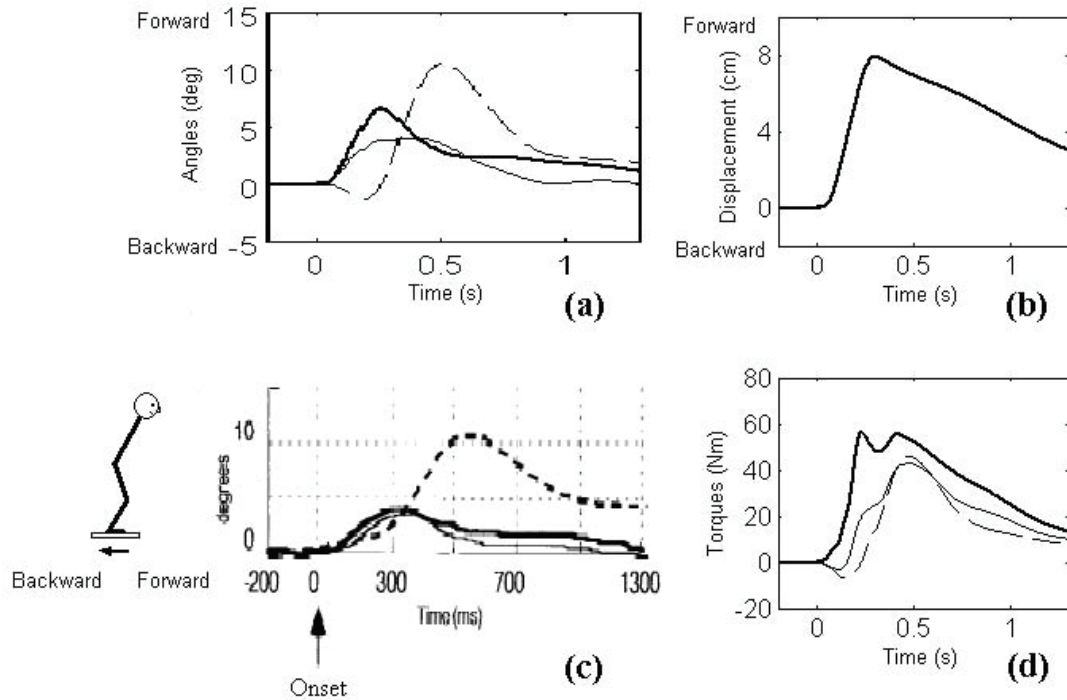 Forward
15
10
5
0
-5
Backward
Angles (deg)
0 0.5 1
Time (s)
(a)
Forward
8
4
0
Backward
Displacement (cm)
0 0.5 1
Time (s)
(b)
Backward Forward
10
0
degrees
-200 0 300 700 1300
Time (ms)
Onset
(c)
80
60
40
20
0
-20
Torques (Nm)
0 0.5 1
Time (s)
(d)